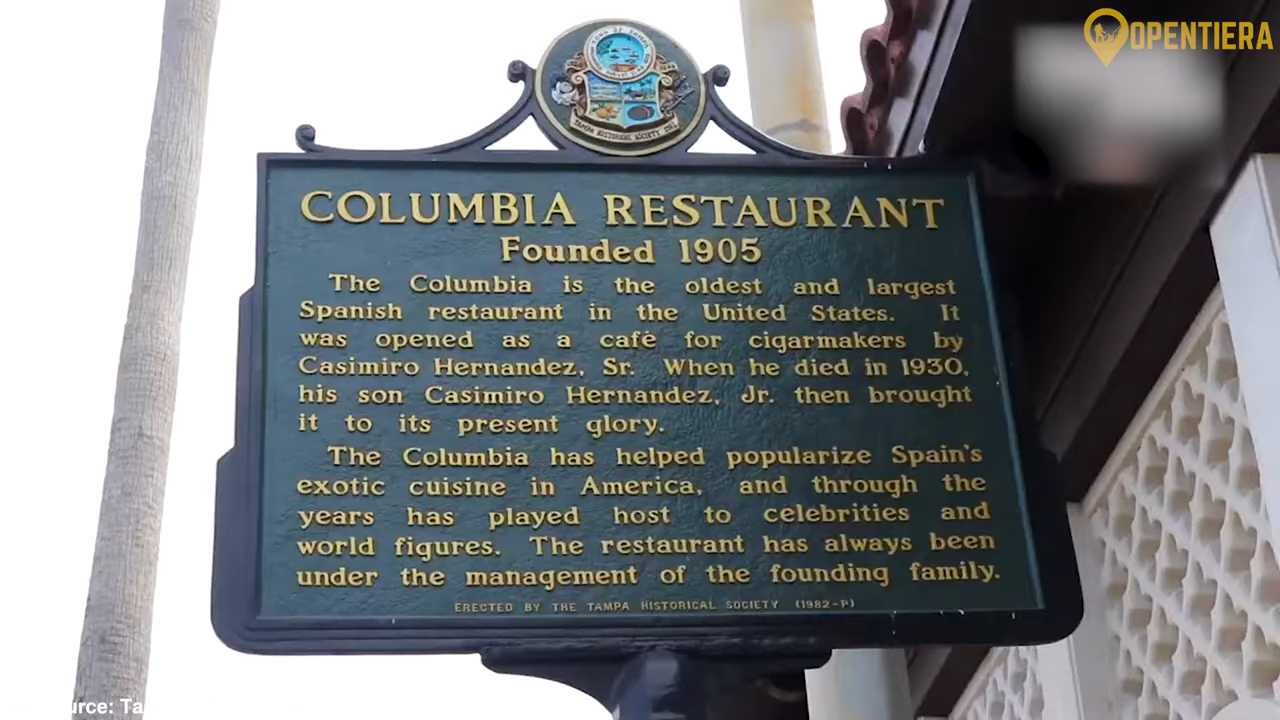 OPENTIERA
TAMPA HISTORICAL SOCIETY INC.
COLUMBIA RESTAURANT
Founded 1905
The Columbia is the oldest and largest
Spanish restaurant in the United States. It
was opened as a café for cigarmakers by
Casimiro Hernandez, Sr. When he died in 1930,
his son Casimiro Hernandez, Jr. then brought
it to its present glory.
The Columbia has helped popularize Spain's
exotic cuisine in America, and through the
years has played host to celebrities and
world figures. The restaurant has always been
under the management of the founding family.
ERECTED BY THE TAMPA HISTORICAL SOCIETY (1982-P)